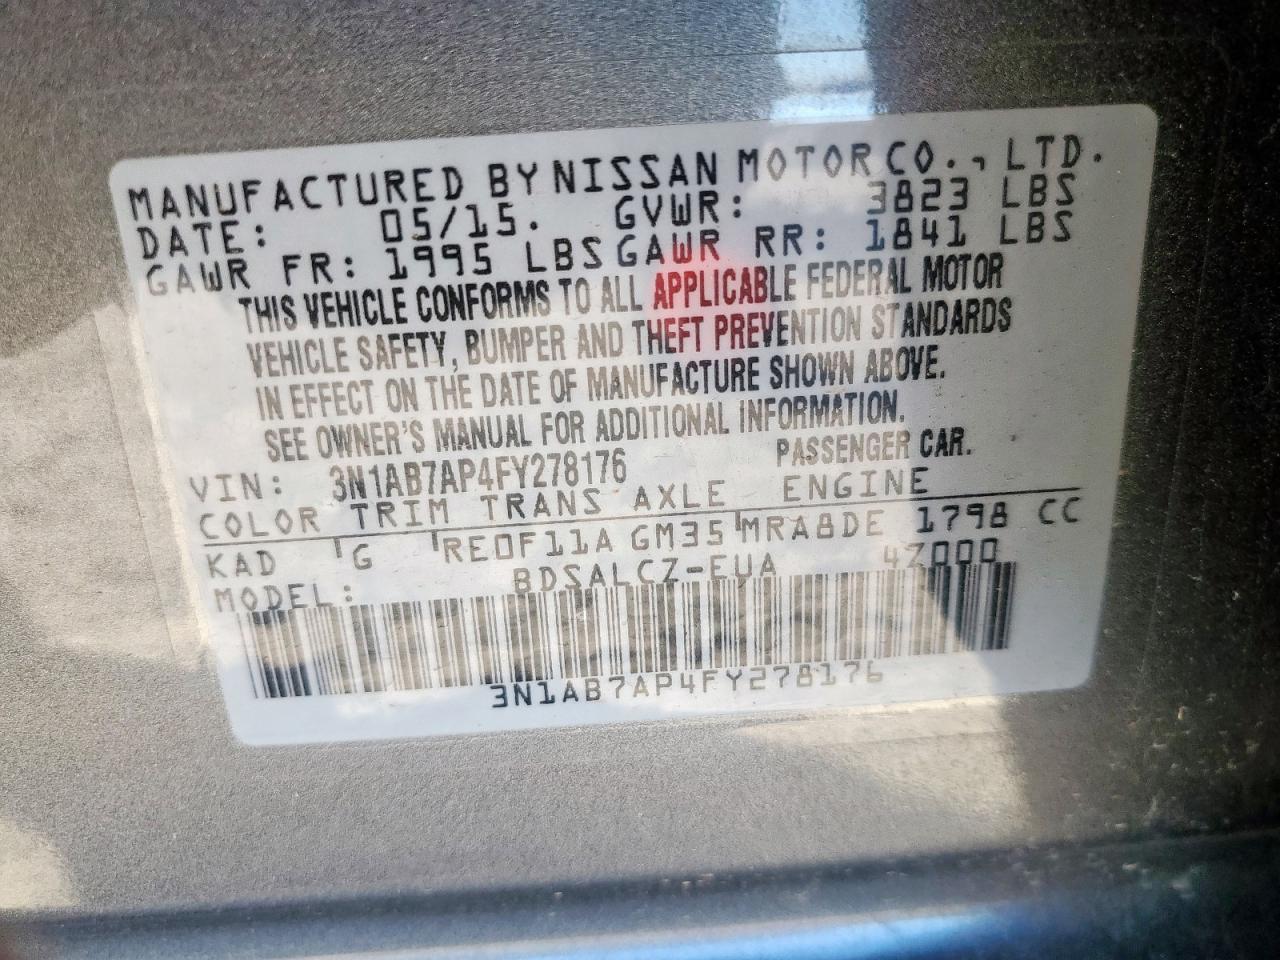 MANUFACTURED BY NISSAN MOTOR CO., LTD.
DATE: 05/15. GVWR: 3823 LBS
GAWR FR: 1995 LBS GAWR RR: 1841 LBS
THIS VEHICLE CONFORMS TO ALL APPLICABLE FEDERAL MOTOR
VEHICLE SAFETY, BUMPER AND THEFT PREVENTION STANDARDS
IN EFFECT ON THE DATE OF MANUFACTURE SHOWN ABOVE.
SEE OWNER'S MANUAL FOR ADDITIONAL INFORMATION.
VIN: 3N1AB7AP4FY278176 PASSENGER CAR.
COLOR TRIM TRANS AXLE ENGINE
KAD G RE0F11A GM35 MRA8DE 1798 CC
MODEL: BDSALCZ-EUA 4Z000
3N1AB7AP4FY278176